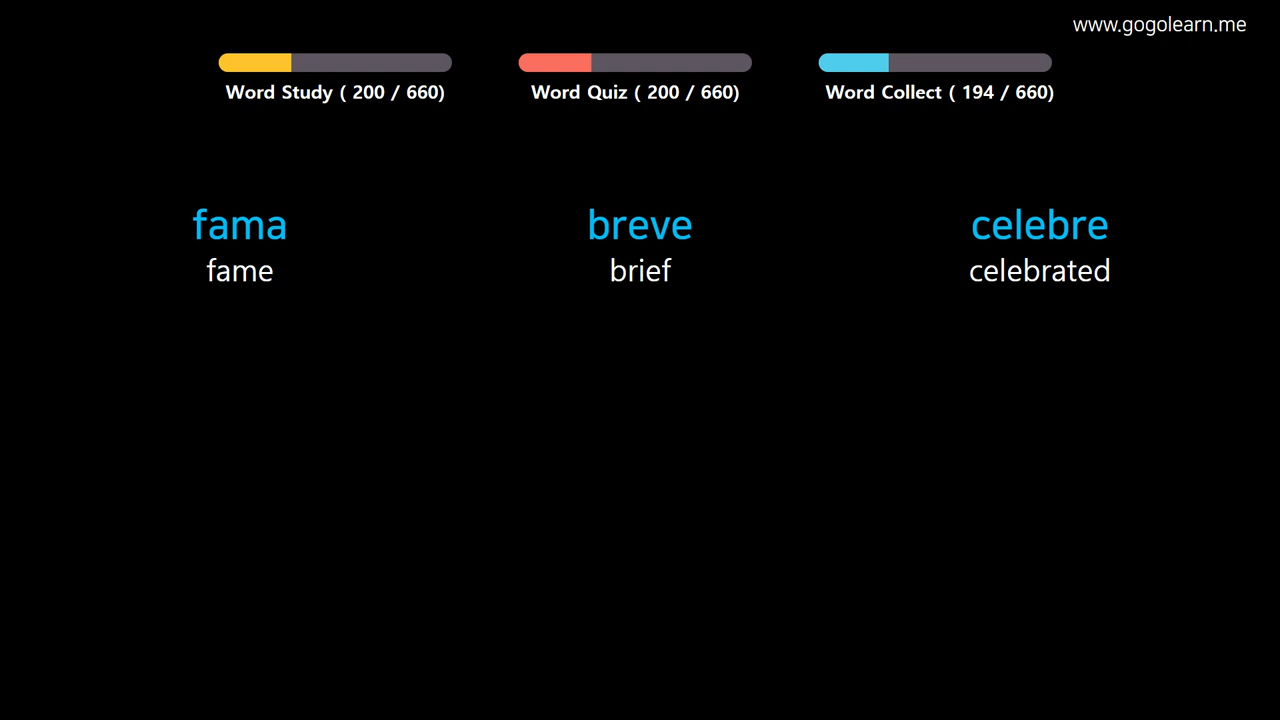 www.gogolearn.me
Word Study ( 200 / 660)
Word Quiz ( 200 / 660)
Word Collect ( 194 / 660)
fama
fame
breve
brief
celebre
celebrated